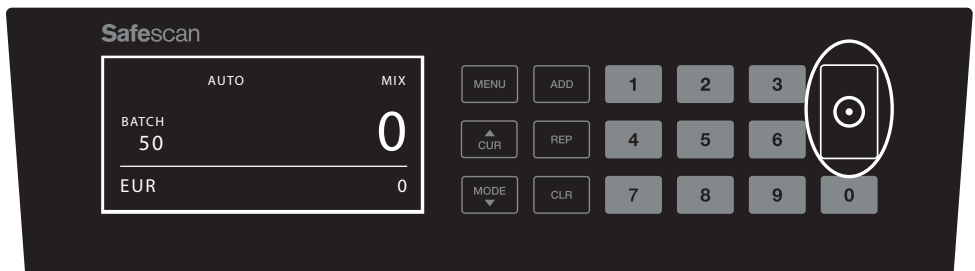 Safescan
AUTO MIX
BATCH
50
0
EUR 0
MENU ADD 1 2 3
CUR REP 4 5 6
MODE CLR 7 8 9 0